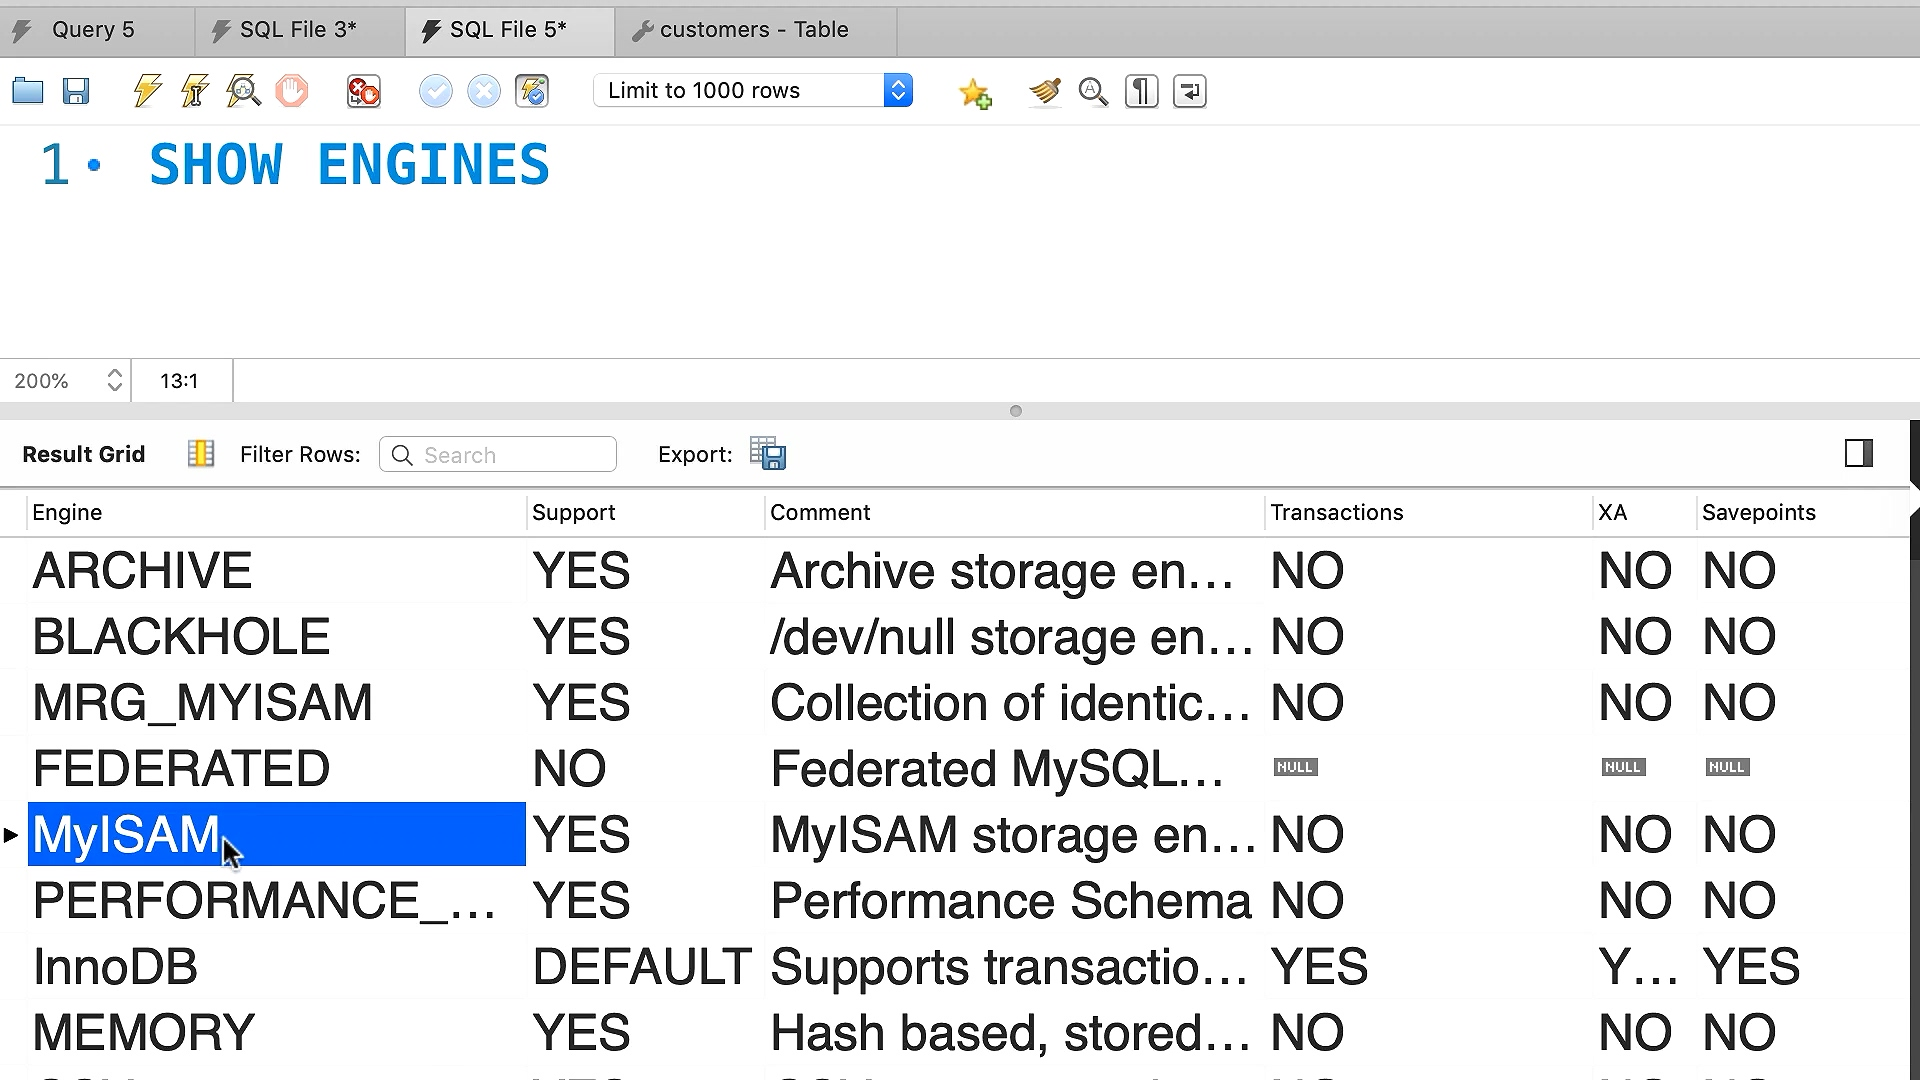 Query 5 SQL File 3* SQL File 5* customers - Table
Limit to 1000 rows
1 SHOW ENGINES
200% 13:1
Result Grid Filter Rows: Search Export:
Engine Support Comment Transactions XA Savepoints
ARCHIVE YES Archive storage en... NO NO NO
BLACKHOLE YES /dev/null storage en... NO NO NO
MRG_MYISAM YES Collection of identic... NO NO NO
FEDERATED NO Federated MySQL... NULL NULL NULL
MyISAM YES MyISAM storage en... NO NO NO
PERFORMANCE_... YES Performance Schema NO NO NO
InnoDB DEFAULT Supports transactio... YES Y... YES
MEMORY YES Hash based, stored... NO NO NO